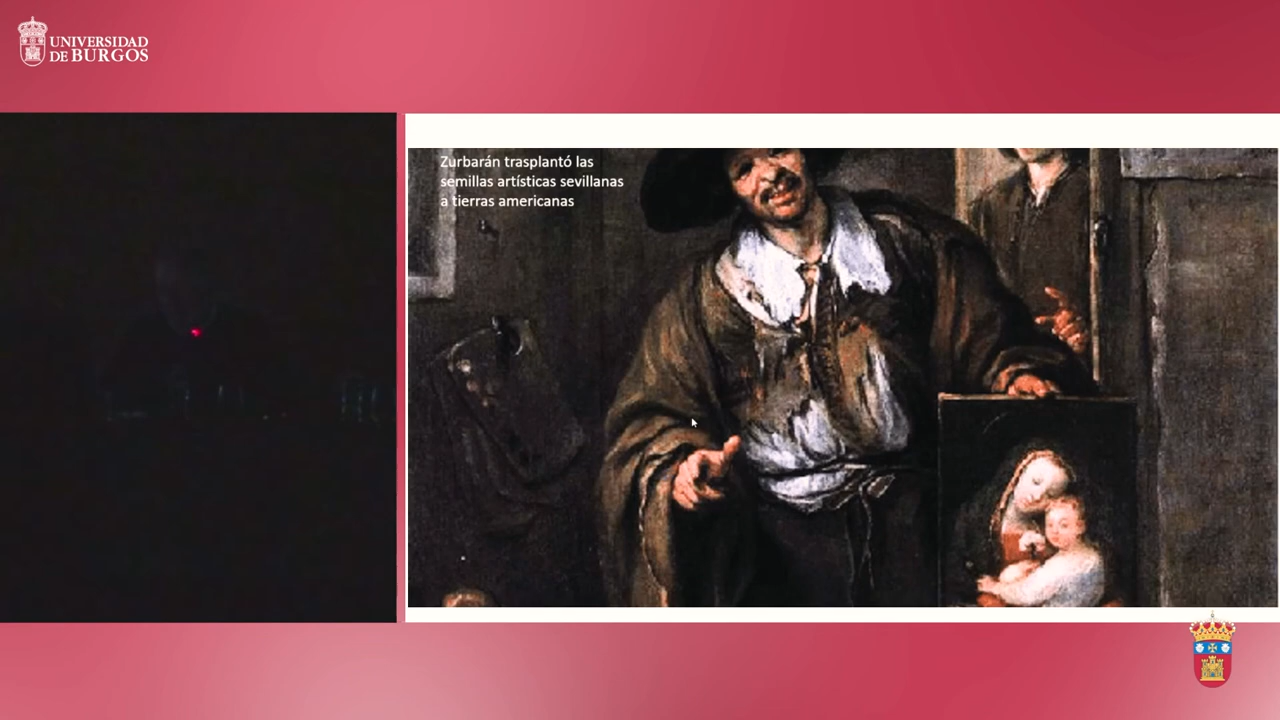 UNIVERSIDAD
DE BURGOS
Zurbarán trasplantó las
semillas artísticas sevillanas
a tierras americanas